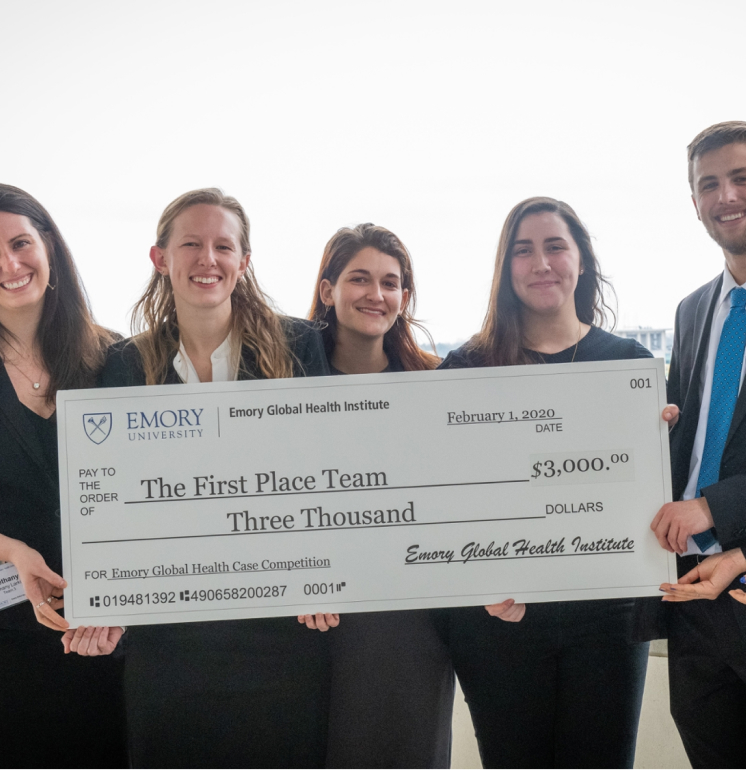 EMORY
UNIVERSITY
Emory Global Health Institute
001
February 1, 2020
DATE
PAY TO
THE
ORDER
OF
The First Place Team
$3,000.00
Three Thousand
DOLLARS
FOR Emory Global Health Case Competition
Emory Global Health Institute
⑆019481392 ⑆490658200287 0001⑈